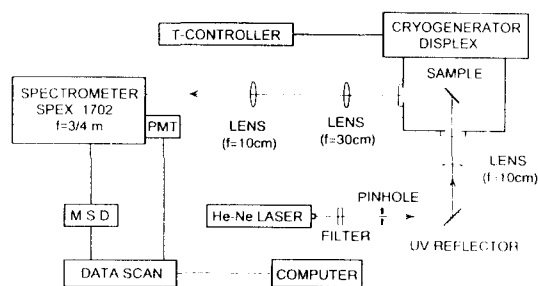 CRYOGENERATOR
DISPLEX
T-CONTROLLER
SAMPLE
SPECTROMETER
SPEX 1702
f=3/4 m
PMT
LENS
(f=10cm)
LENS
(f=30cm)
LENS
(f=10cm)
PINHOLE
M S D
He-Ne LASER
FILTER
UV REFLECTOR
DATA SCAN
COMPUTER